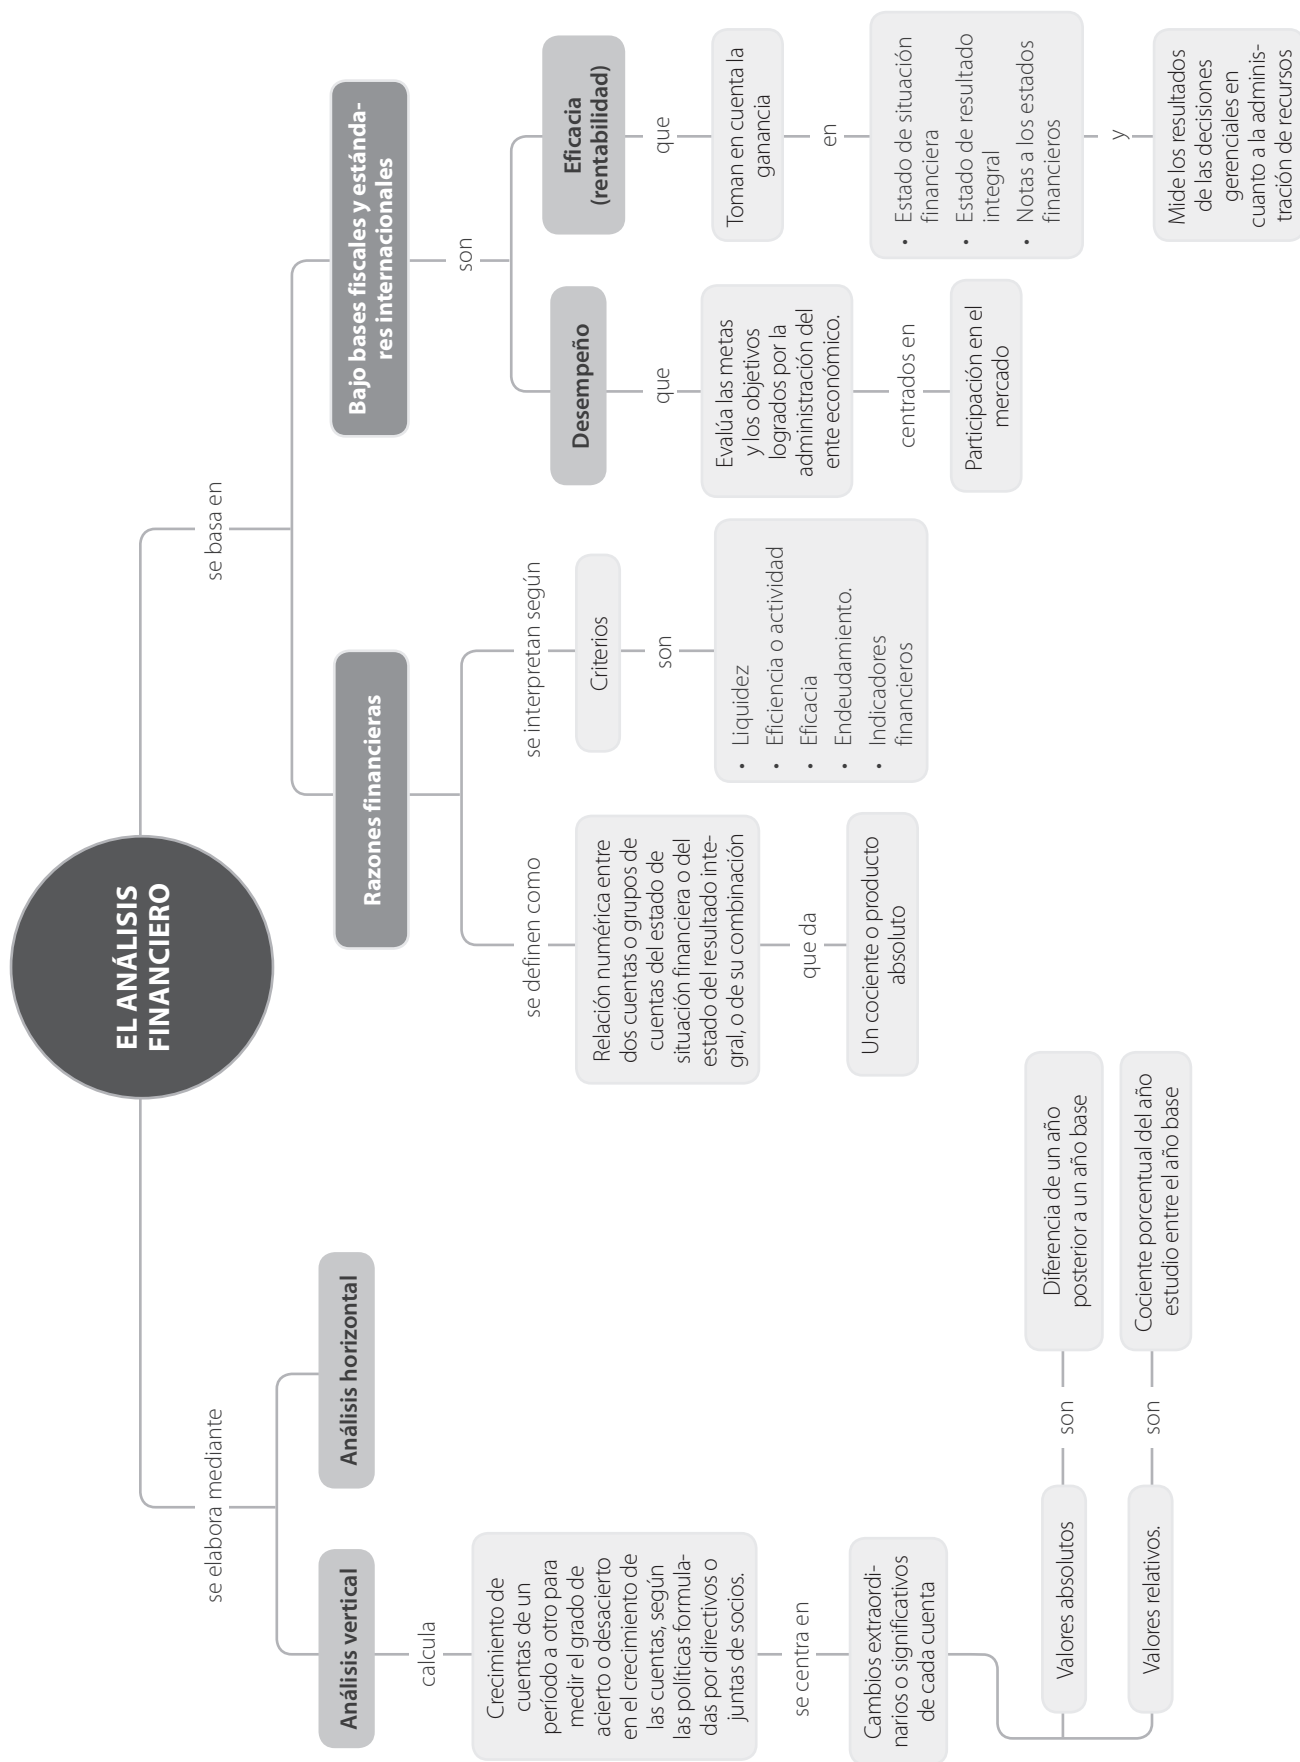 EL ANÁLISIS
FINANCIERO
se elabora mediante
Análisis vertical
calcula
Crecimiento de
cuentas de un
período a otro para
medir el grado de
acierto o desacierto
en el crecimiento de
las cuentas, según
las políticas formula-
das por directivos o
juntas de socios.
se centra en
Cambios extraordi-
narios o significativos
de cada cuenta
Valores absolutos
son
Diferencia de un año
posterior a un año base
Valores relativos.
son
Cociente porcentual del año
estudio entre el año base
Análisis horizontal
se basa en
Razones financieras
se definen como
Relación numérica entre
dos cuentas o grupos de
cuentas del estado de
situación financiera o del
estado del resultado inte-
gral, o de su combinación
que da
Un cociente o producto
absoluto
se interpretan según
Criterios
son
• Liquidez
• Eficiencia o actividad
• Eficacia
• Endeudamiento.
• Indicadores
financieros
Bajo bases fiscales y estánda-
res internacionales
son
Desempeño
que
Evalúa las metas
y los objetivos
logrados por la
administración del
ente económico.
centrados en
Participación en el
mercado
Eficacia
(rentabilidad)
que
Toman en cuenta la
ganancia
en
• Estado de situación
financiera
• Estado de resultado
integral
• Notas a los estados
financieros
y
Mide los resultados
de las decisiones
gerenciales en
cuanto a la adminis-
tración de recursos